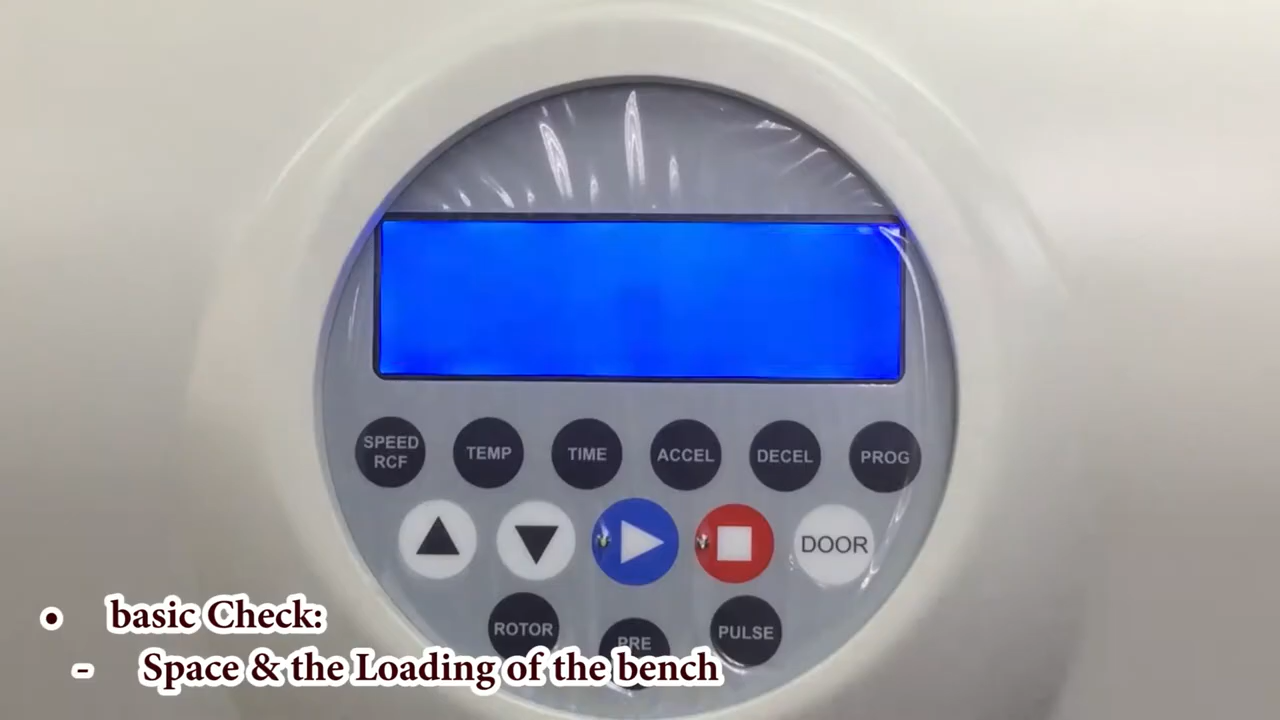 SPEED
RCF
TEMP
TIME
ACCEL
DECEL
PROG
DOOR
ROTOR
PRE
PULSE
• basic Check:
- Space & the Loading of the bench